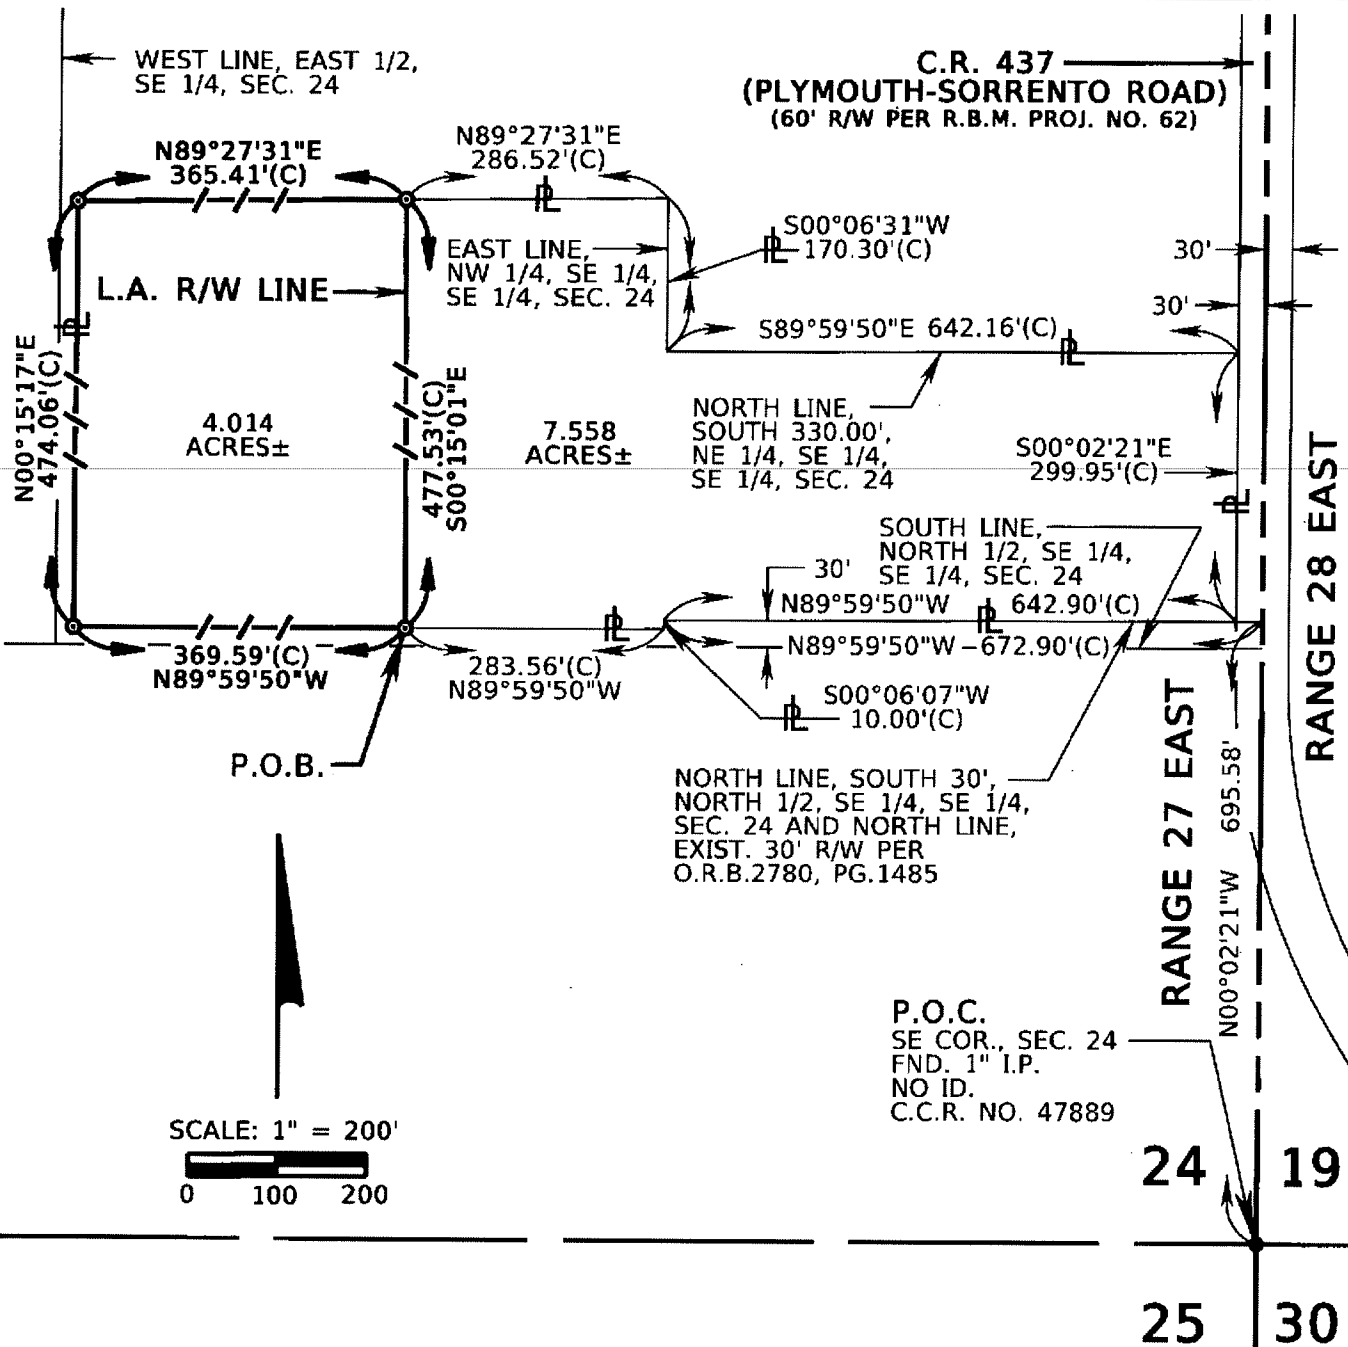 WEST LINE, EAST 1/2,
SE 1/4, SEC. 24
C.R. 437
(PLYMOUTH-SORRENTO ROAD)
(60' R/W PER R.B.M. PROJ. NO. 62)
N89°27'31"E
365.41'(C)
N89°27'31"E
286.52'(C)
PL
EAST LINE,
NW 1/4, SE 1/4,
SE 1/4, SEC. 24
S00°06'31"W
PL 170.30'(C)
30'
30'
L.A. R/W LINE
PL
S89°59'50"E 642.16'(C)
PL
N00°15'17"E
474.06'(C)
477.53'(C)
S00°15'01"E
4.014
ACRES±
7.558
ACRES±
NORTH LINE,
SOUTH 330.00',
NE 1/4, SE 1/4,
SE 1/4, SEC. 24
S00°02'21"E
299.95'(C)
PL
RANGE 28 EAST
SOUTH LINE,
NORTH 1/2, SE 1/4,
SE 1/4, SEC. 24
30'
N89°59'50"W PL 642.90'(C)
N89°59'50"W 672.90'(C)
PL
369.59'(C)
N89°59'50"W
283.56'(C)
N89°59'50"W
S00°06'07"W
PL 10.00'(C)
P.O.B.
NORTH LINE, SOUTH 30',
NORTH 1/2, SE 1/4, SE 1/4,
SEC. 24 AND NORTH LINE,
EXIST. 30' R/W PER
O.R.B.2780, PG.1485
RANGE 27 EAST
N00°02'21"W 695.58'
P.O.C.
SE COR., SEC. 24
FND. 1" I.P.
NO ID.
C.C.R. NO. 47889
SCALE: 1" = 200'
0 100 200
24 19
25 30